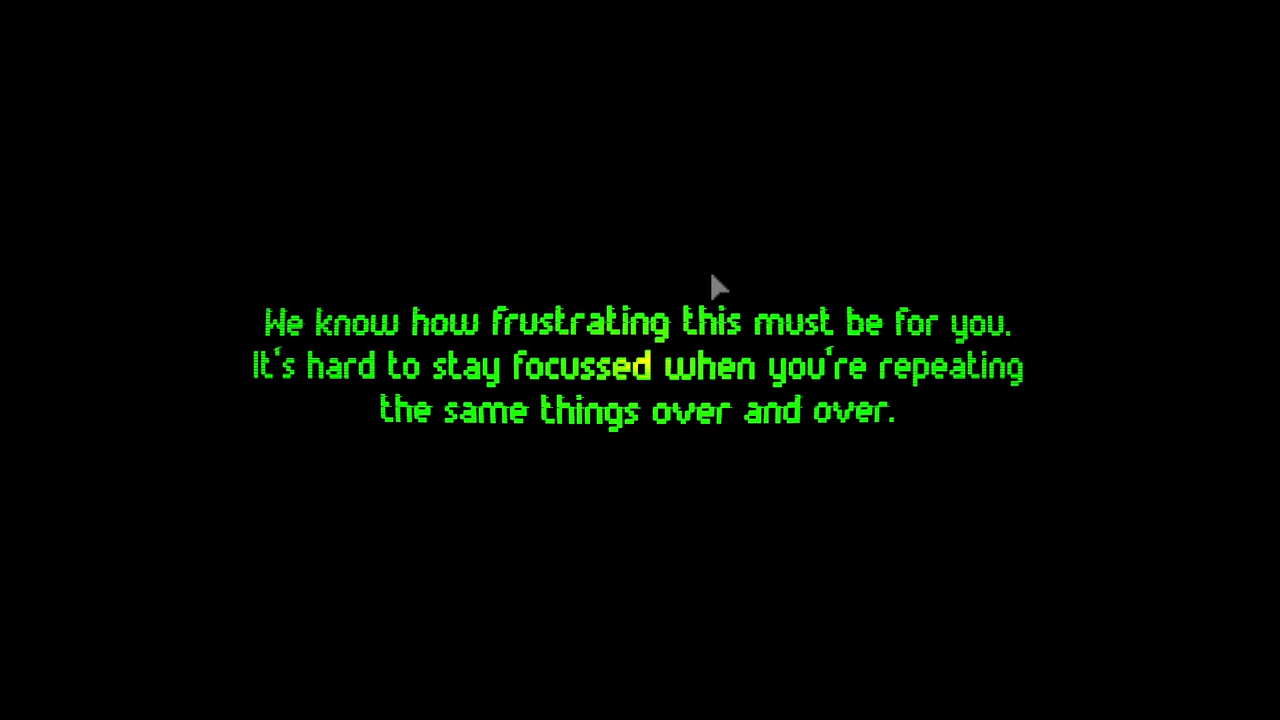 We know how frustrating this must be for you.
It's hard to stay focussed when you're repeating
the same things over and over.